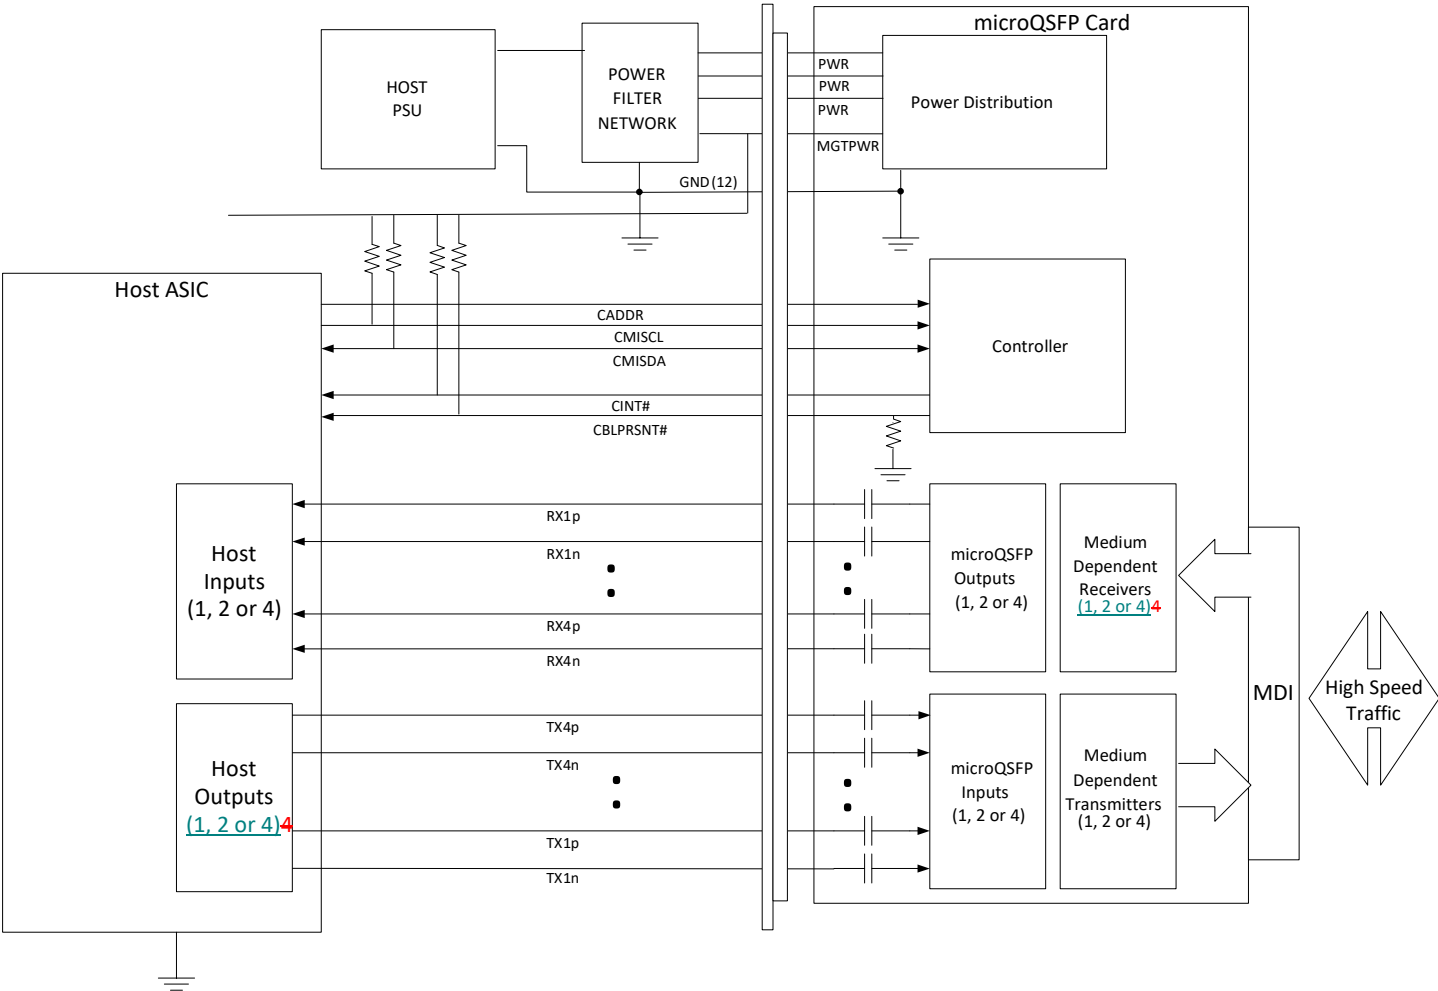 microQSFP Card
HOST
PSU
POWER
FILTER
NETWORK
PWR
PWR
PWR
MGTPWR
Power Distribution
GND (12)
Host ASIC
CADDR
CMISCL
CMISDA
CINT#
CBLPRSNT#
Controller
Host
Inputs
(1, 2 or 4)
RX1p
RX1n
RX4p
RX4n
microQSFP
Outputs
(1, 2 or 4)
Medium
Dependent
Receivers
(1, 2 or 4)4
MDI
High Speed
Traffic
Host
Outputs
(1, 2 or 4)4
TX4p
TX4n
TX1p
TX1n
microQSFP
Inputs
(1, 2 or 4)
Medium
Dependent
Transmitters
(1, 2 or 4)